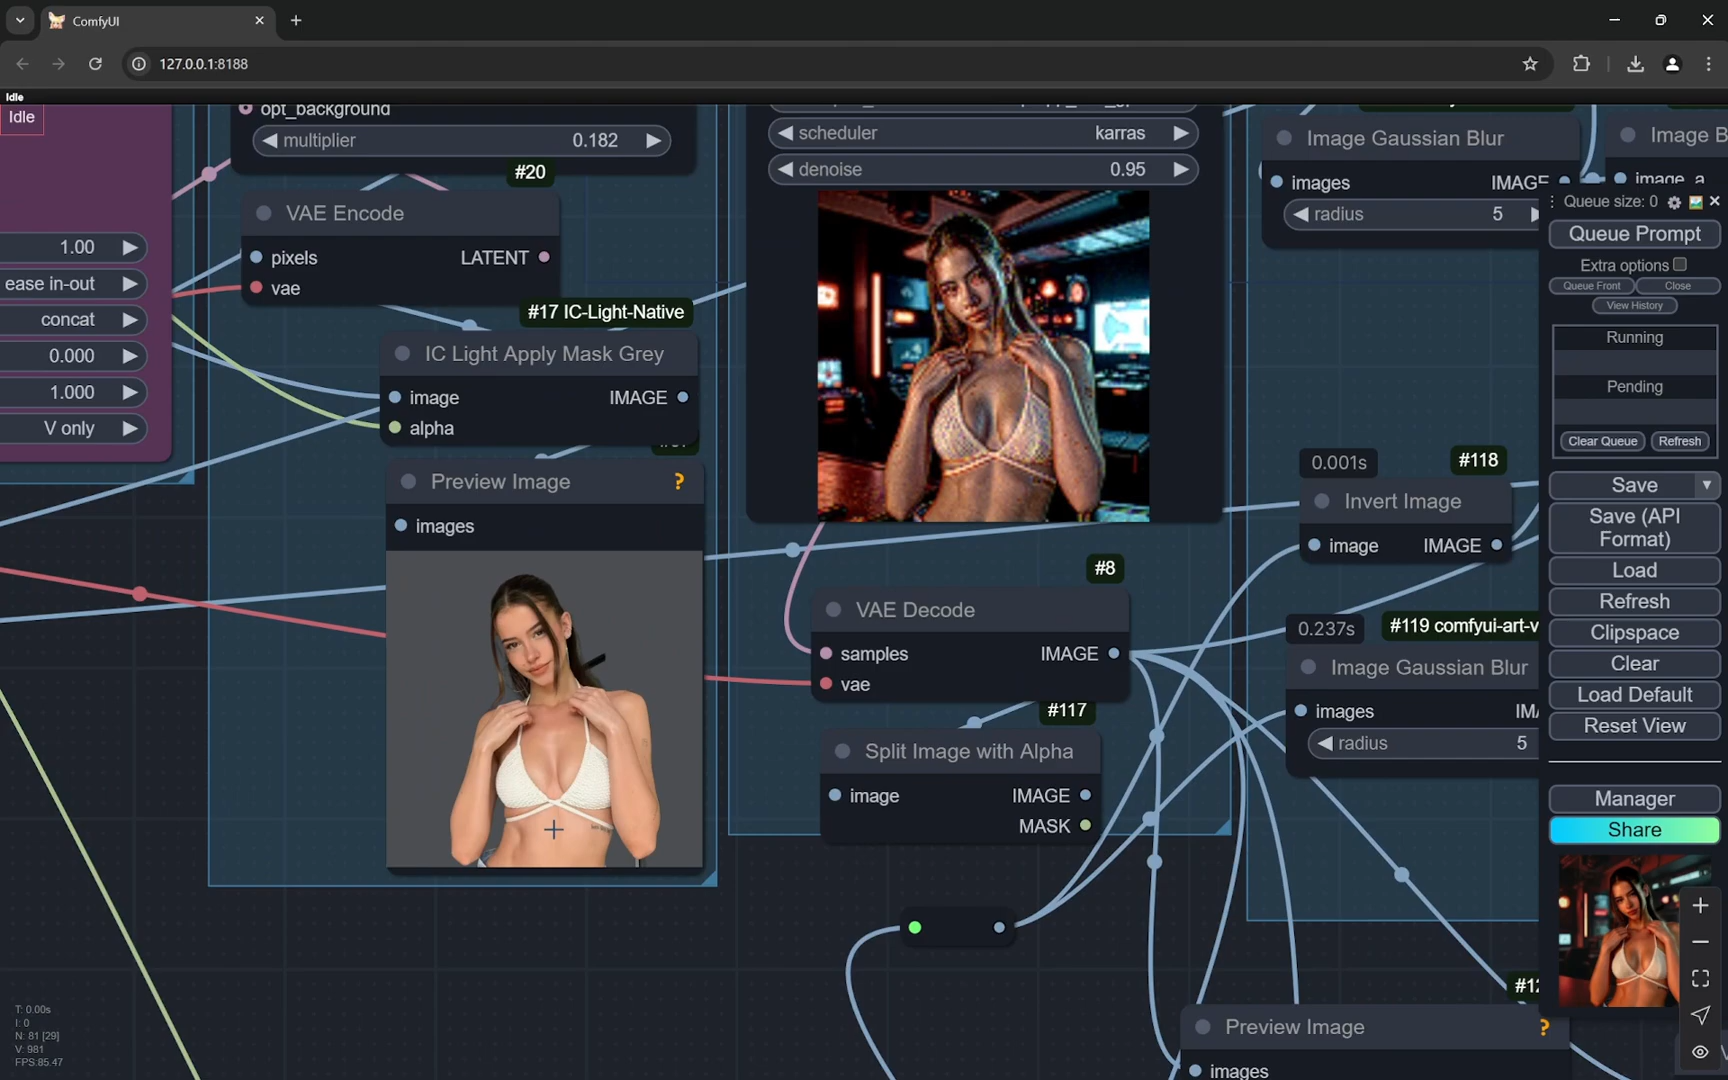 ComfyUI
127.0.0.1:8188
Idle
Idle
opt_background
multiplier 0.182
#20
VAE Encode
pixels LATENT
vae
1.00
ease in-out
concat
0.000
1.000
V only
#17 IC-Light-Native
IC Light Apply Mask Grey
image IMAGE
alpha
Preview Image ?
images
scheduler karras
denoise 0.95
#8
VAE Decode
samples IMAGE
vae
#117
Split Image with Alpha
image IMAGE
MASK
Image Gaussian Blur
images IMAGE
radius 5
Image B
image_a
0.001s #118
Invert Image
image IMAGE
0.237s #119 comfyui-art-v
Image Gaussian Blur
images IMA
radius 5
#12
Preview Image ?
images
Queue size: 0
Queue Prompt
Extra options
Queue Front Close
View History
Running
Pending
Clear Queue Refresh
Save
Save (API
Format)
Load
Refresh
Clipspace
Clear
Load Default
Reset View
Manager
Share
T: 0.00s
I: 0
N: 81 [29]
V: 981
FPS:85.47